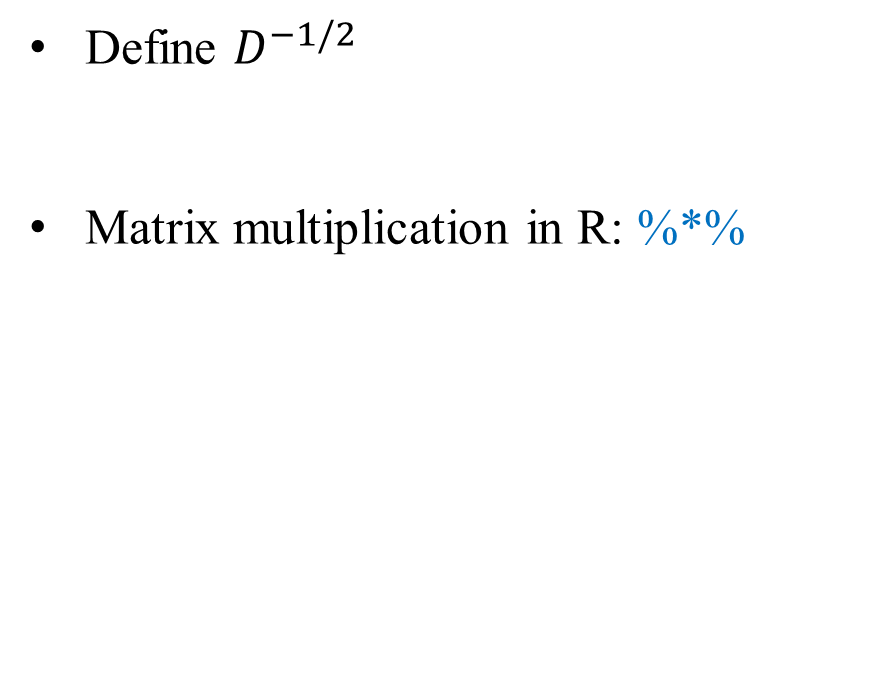 • Define D^{-1/2}
• Matrix multiplication in R: %*%